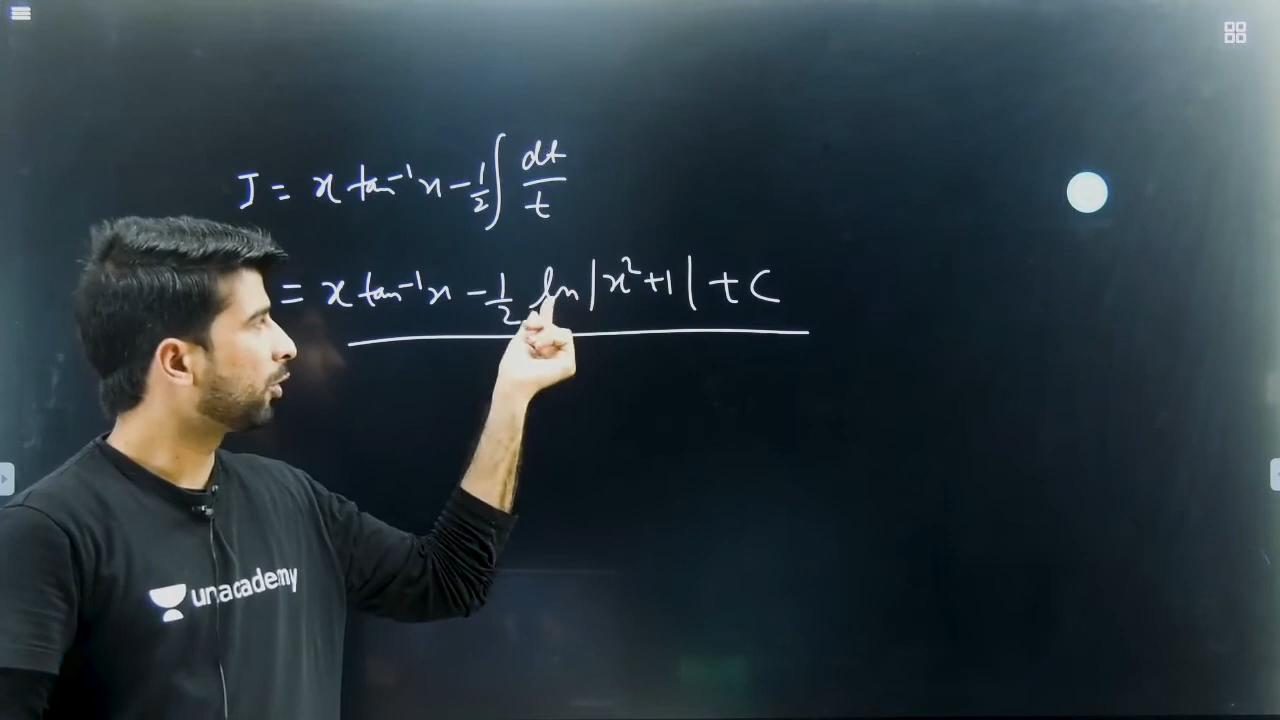 J = x tan⁻¹x − 1/2 ∫ dt/t
= x tan⁻¹x − 1/2 ln|x²+1| + C
unacademy